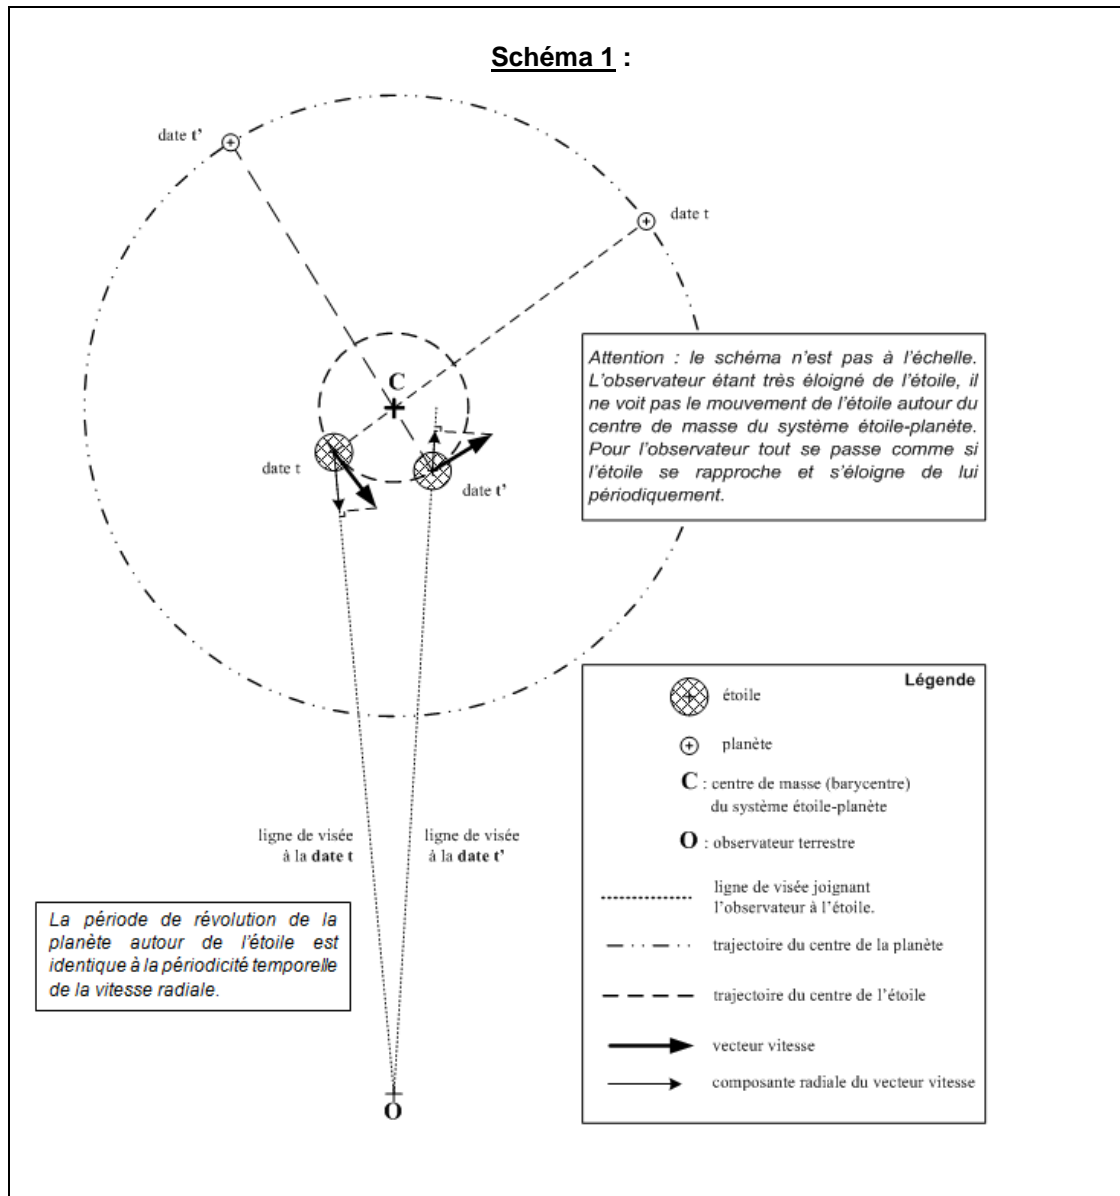 Schéma 1 :
date t’
date t
C
date t
date t’
Attention : le schéma n’est pas à l’échelle.
L’observateur étant très éloigné de l’étoile, il
ne voit pas le mouvement de l’étoile autour du
centre de masse du système étoile-planète.
Pour l’observateur tout se passe comme si
l’étoile se rapproche et s’éloigne de lui
périodiquement.
ligne de visée
à la date t
ligne de visée
à la date t’
La période de révolution de la
planète autour de l’étoile est
identique à la périodicité temporelle
de la vitesse radiale.
O
Légende
étoile
planète
C : centre de masse (barycentre)
du système étoile-planète
O : observateur terrestre
ligne de visée joignant
l’observateur à l’étoile.
trajectoire du centre de la planète
trajectoire du centre de l’étoile
vecteur vitesse
composante radiale du vecteur vitesse